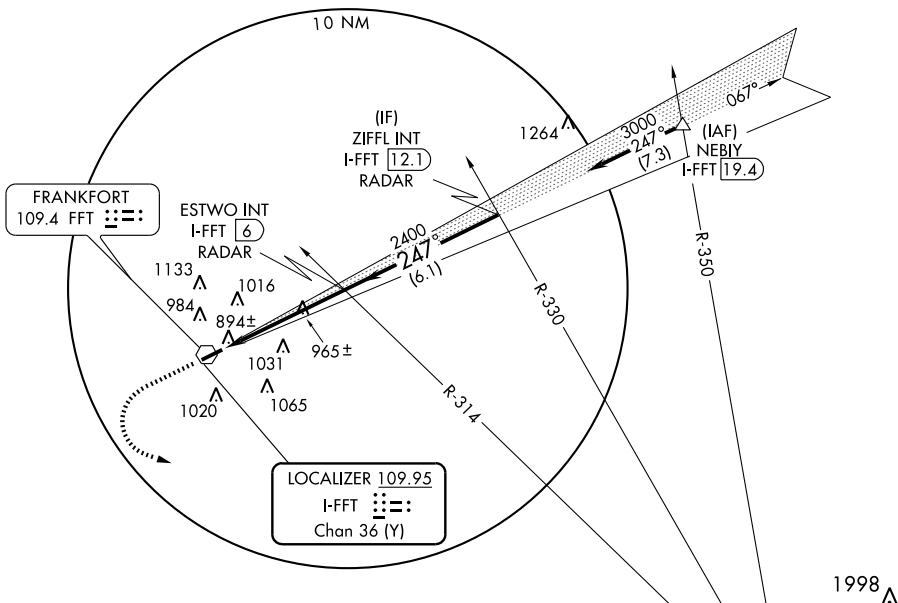 10 NM
1264
3000
247°
(7.3)
067°
(IAF)
NEBIY
I-FFT 19.4
(IF)
ZIFFL INT
I-FFT 12.1
RADAR
FRANKFORT
109.4 FFT
ESTWO INT
I-FFT 6
RADAR
2400
247°
(6.1)
R-350
R-330
R-314
1133
1016
984
894±
965±
1031
1065
1020
LOCALIZER 109.95
I-FFT
Chan 36 (Y)
1998